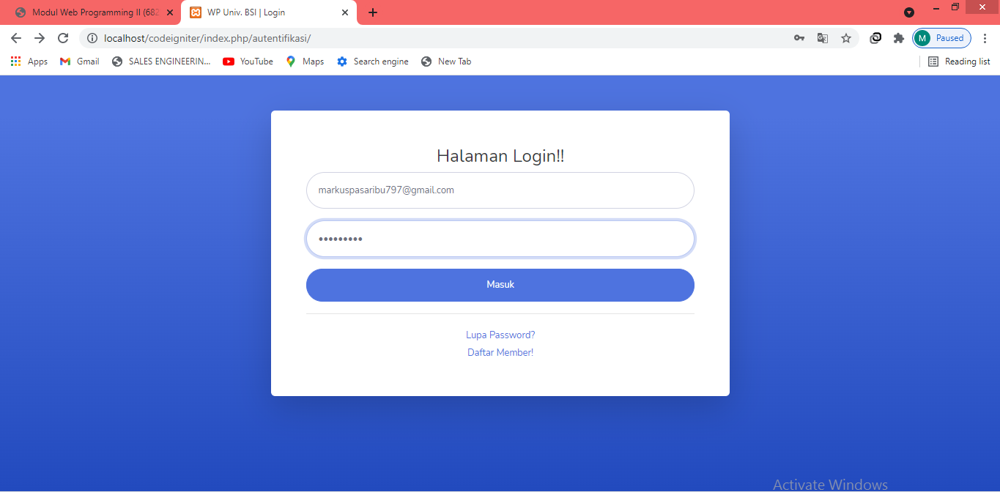 Modul Web Programming II (682
WP Univ. BSI | Login
localhost/codeigniter/index.php/autentifikasi/
M Paused
Apps Gmail SALES ENGINEERIN... YouTube Maps Search engine New Tab Reading list
Halaman Login!!
markuspasaribu797@gmail.com
•••••••••
Masuk
Lupa Password?
Daftar Member!
Activate Windows